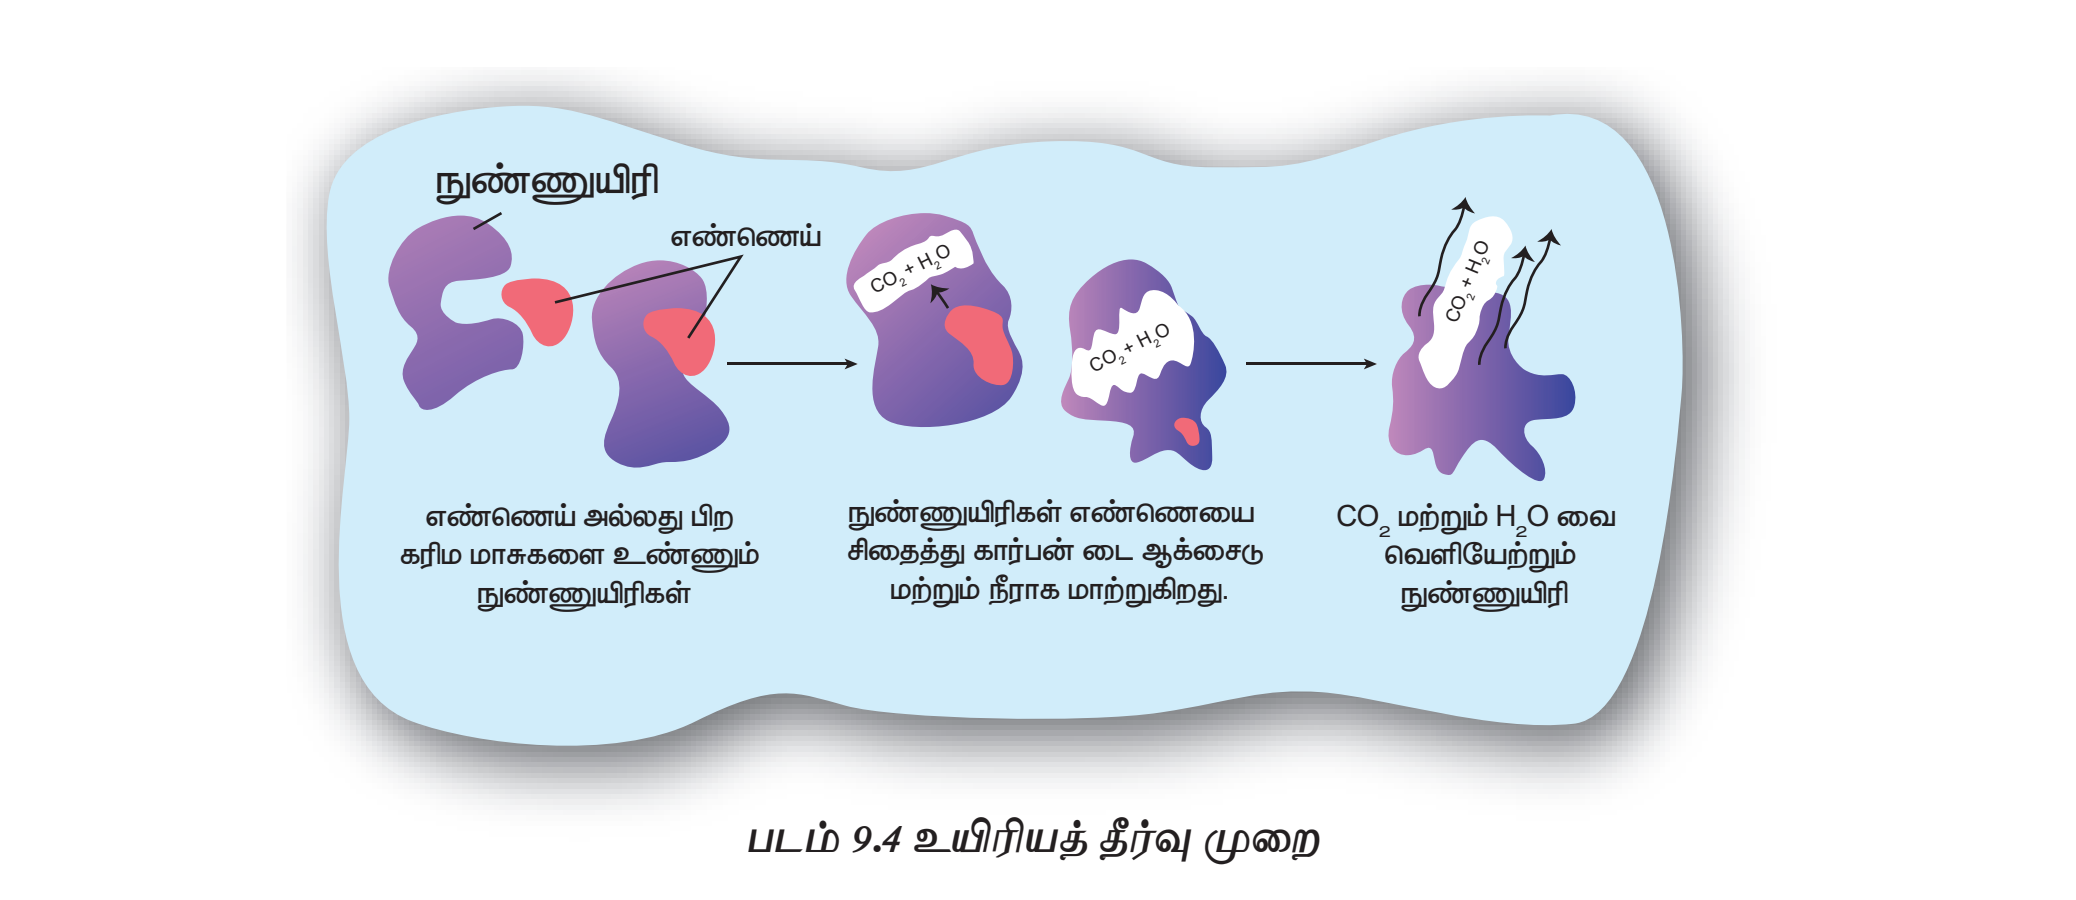 நுண்ணுயிரி
எண்ணெய்
CO2 + H2O
CO2 + H2O
CO2 + H2O
எண்ணெய் அல்லது பிற
கரிம மாசுகளை உண்ணும்
நுண்ணுயிரிகள்
நுண்ணுயிரிகள் எண்ணெயை
சிதைத்து கார்பன் டை ஆக்சைடு
மற்றும் நீராக மாற்றுகிறது.
CO2 மற்றும் H2O வை
வெளியேற்றும்
நுண்ணுயிரி
படம் 9.4 உயிரியத் தீர்வு முறை